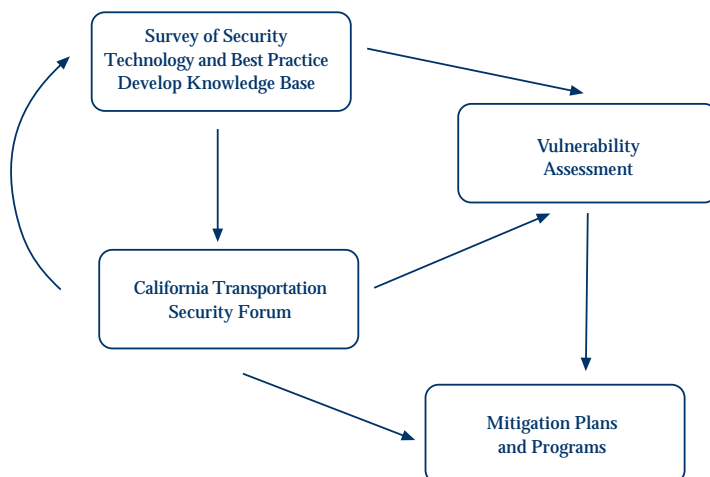 Survey of Security
Technology and Best Practice
Develop Knowledge Base
Vulnerability
Assessment
California Transportation
Security Forum
Mitigation Plans
and Programs